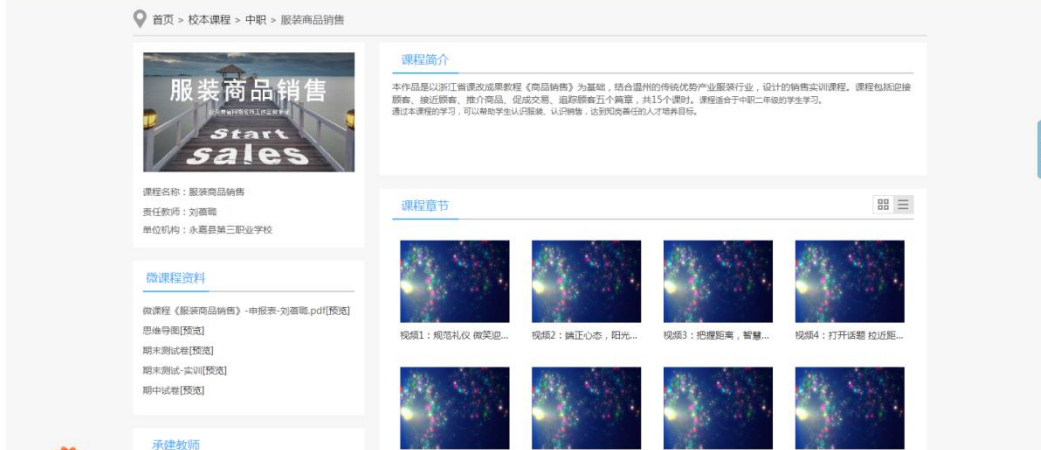 首页 > 校本课程 > 中职 > 服装商品销售
服装商品销售
Start
sales
课程名称：服装商品销售
责任教师：刘蓓璐
单位机构：永嘉县第三职业学校
微课程资料
微课程《服装商品销售》-申报表-刘蓓璐.pdf[预览]
思维导图[预览]
期末测试卷[预览]
期末测试-实训[预览]
期中试卷[预览]
承建教师
课程简介
本作品是以浙江省课改成果教程《商品销售》为基础，结合温州的传统优势产业服装行业，设计的销售实训课程。课程包括迎接
顾客、接近顾客、推介商品、促成交易、追踪顾客五个篇章，共15个课时。课程适合于中职二年级的学生学习。
通过本课程的学习，可以帮助学生认识服装、认识销售，达到知岗善任的人才培养目标。
课程章节
视频1：规范礼仪 微笑迎...
视频2：端正心态，阳光...
视频3：把握距离，智慧...
视频4：打开话题 拉近距...